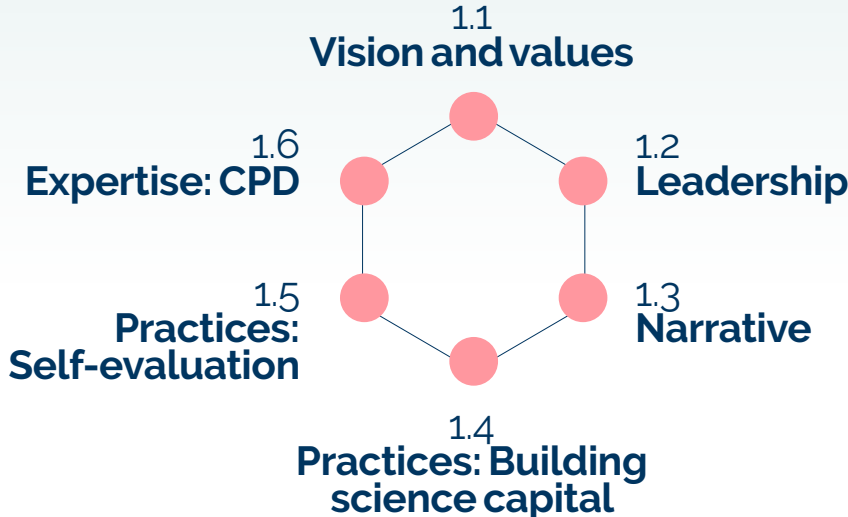 1.1
Vision and values
1.2
Leadership
1.3
Narrative
1.4
Practices: Building
science capital
1.5
Practices:
Self-evaluation
1.6
Expertise: CPD